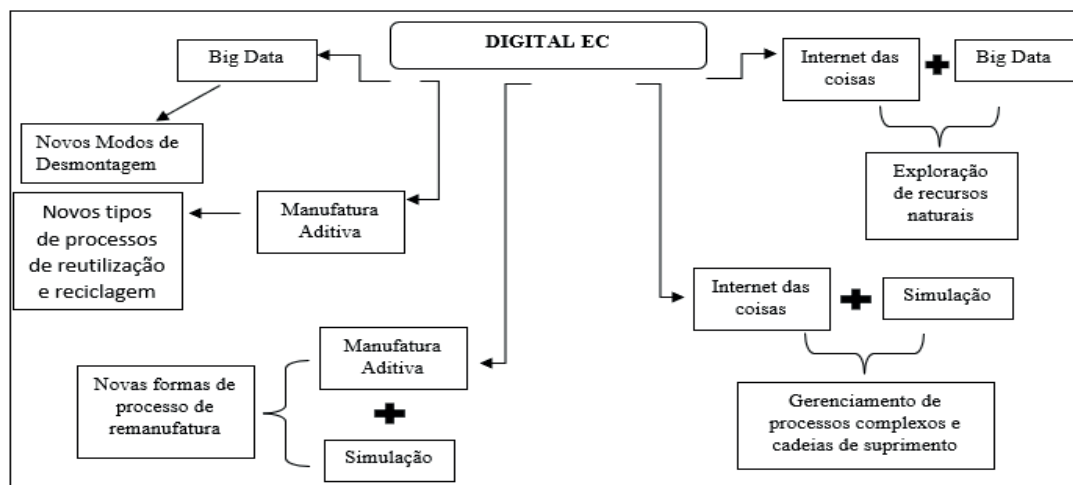 DIGITAL EC
Big Data
Novos Modos de
Desmontagem
Novos tipos
de processos
de reutilização
e reciclagem
Manufatura
Aditiva
Novas formas de
processo de
remanufatura
Manufatura
Aditiva
Simulação
Internet das
coisas
Big Data
Exploração
de recursos
naturais
Internet das
coisas
Simulação
Gerenciamento de
processos complexos e
cadeias de suprimento